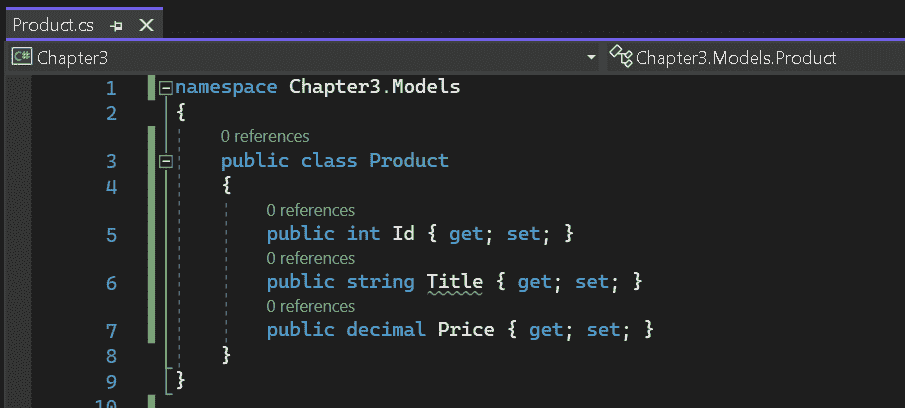 Product.cs
C# Chapter3 Chapter3.Models.Product
1 namespace Chapter3.Models
2 {
0 references
3 public class Product
4 {
0 references
5 public int Id { get; set; }
0 references
6 public string Title { get; set; }
0 references
7 public decimal Price { get; set; }
8 }
9 }
10